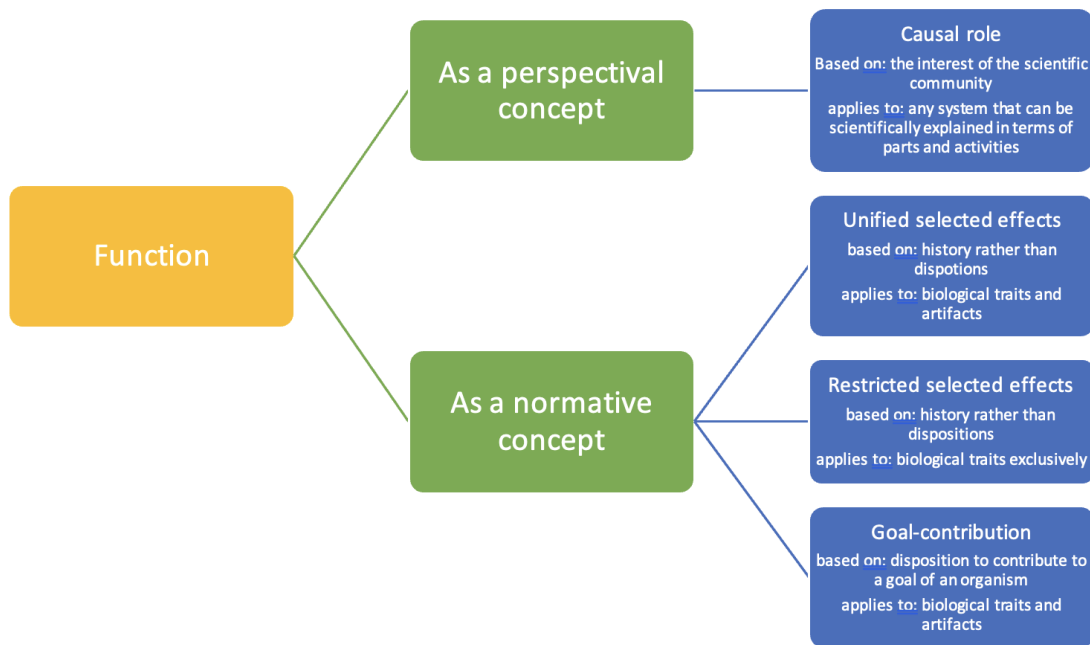 Function
As a perspectival
concept
Causal role
Based on: the interest of the scientific
community
applies to: any system that can be
scientifically explained in terms of
parts and activities
As a normative
concept
Unified selected effects
based on: history rather than
dispotions
applies to: biological traits and
artifacts
Restricted selected effects
based on: history rather than
dispositions
applies to: biological traits exclusively
Goal-contribution
based on: disposition to contribute to
a goal of an organism
applies to: biological traits and
artifacts